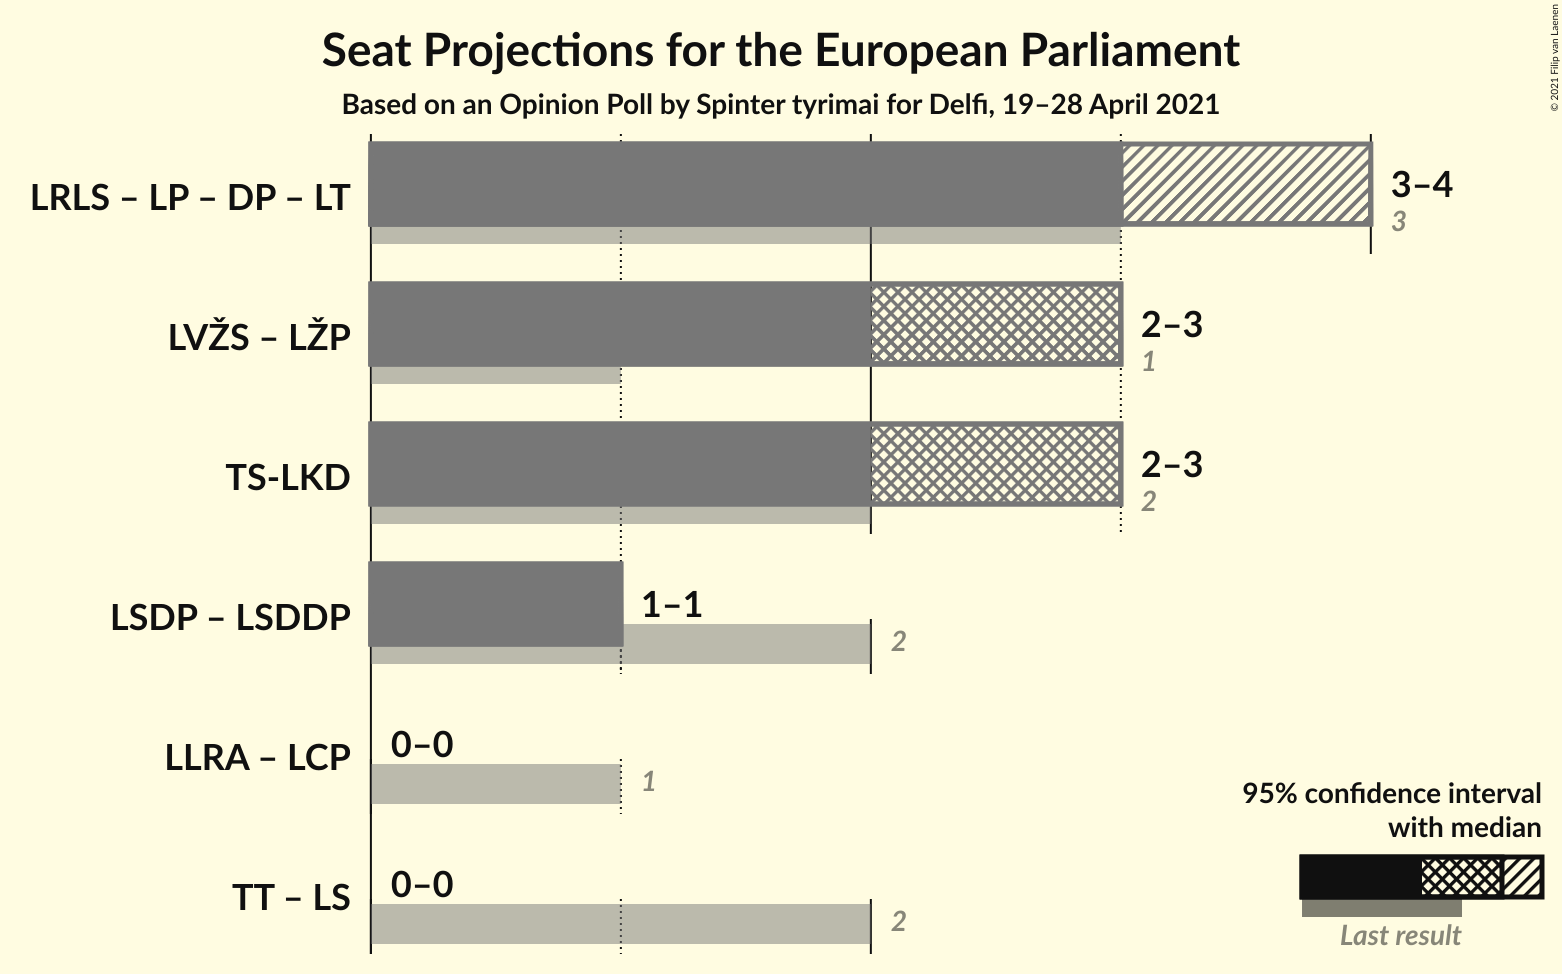 Seat Projections for the European Parliament
Based on an Opinion Poll by Spinter tyrimai for Delfi, 19–28 April 2021
© 2021 Filip van Laenen
LRLS – LP – DP – LT
3–4
3
LVŽS – LŽP
2–3
1
TS-LKD
2–3
2
LSDP – LSDDP
1–1
2
LLRA – LCP
0–0
1
TT – LS
0–0
2
95% confidence interval
with median
Last result